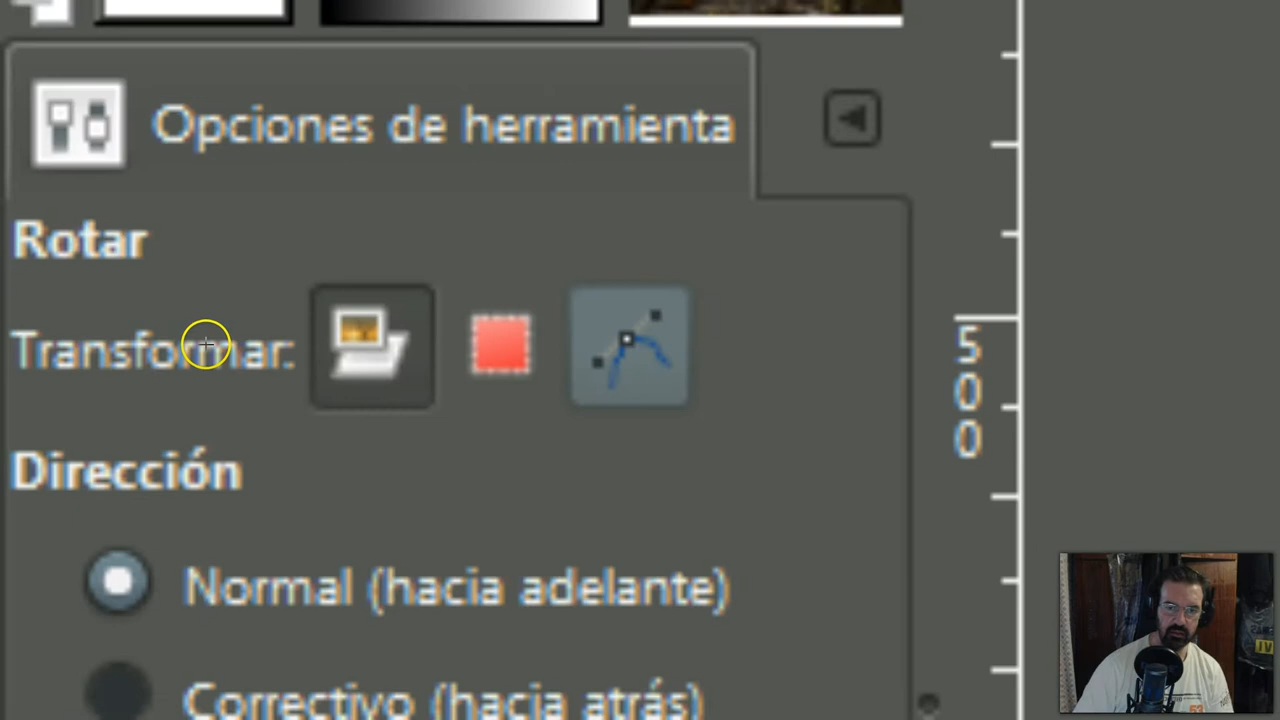 Opciones de herramienta
Rotar
Transformar:
500
Dirección
Normal (hacia adelante)
Correctivo (hacia atrás)